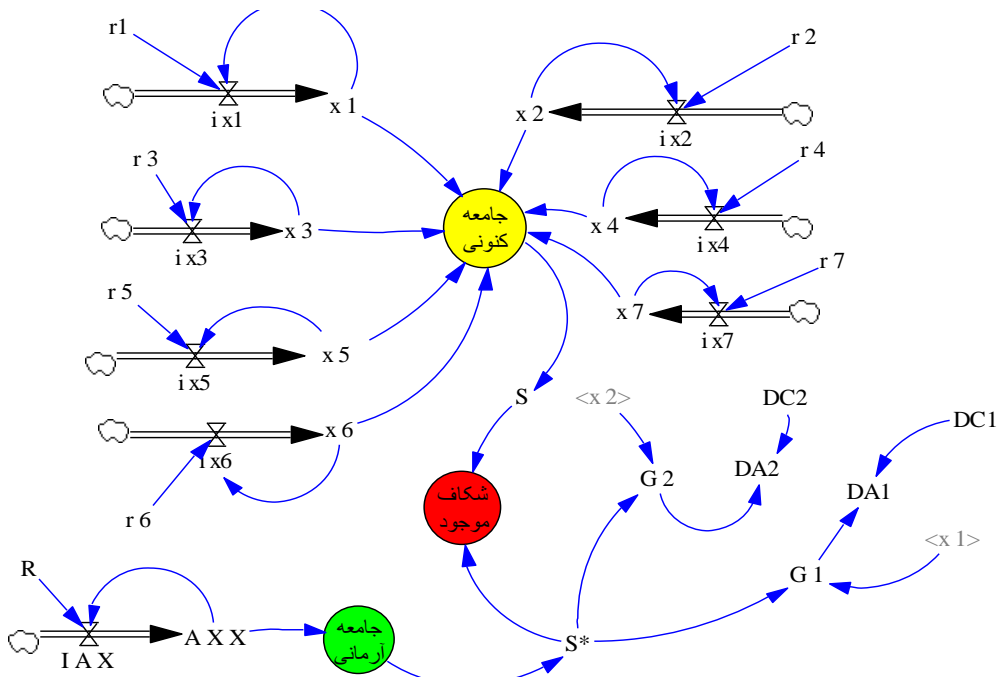 r1
r 2
x 1
i x1
x 2
i x2
r 3
r 4
جامعه
کنونی
x 3
i x3
x 4
i x4
r 5
r 7
x 7
i x7
x 5
i x5
S
<x 2>
DC2
DC1
x 6
i x6
r 6
شکاف
موجود
G 2
DA2
DA1
<x 1>
G 1
R
A X X
I A X
جامعه
آرمانی
S*